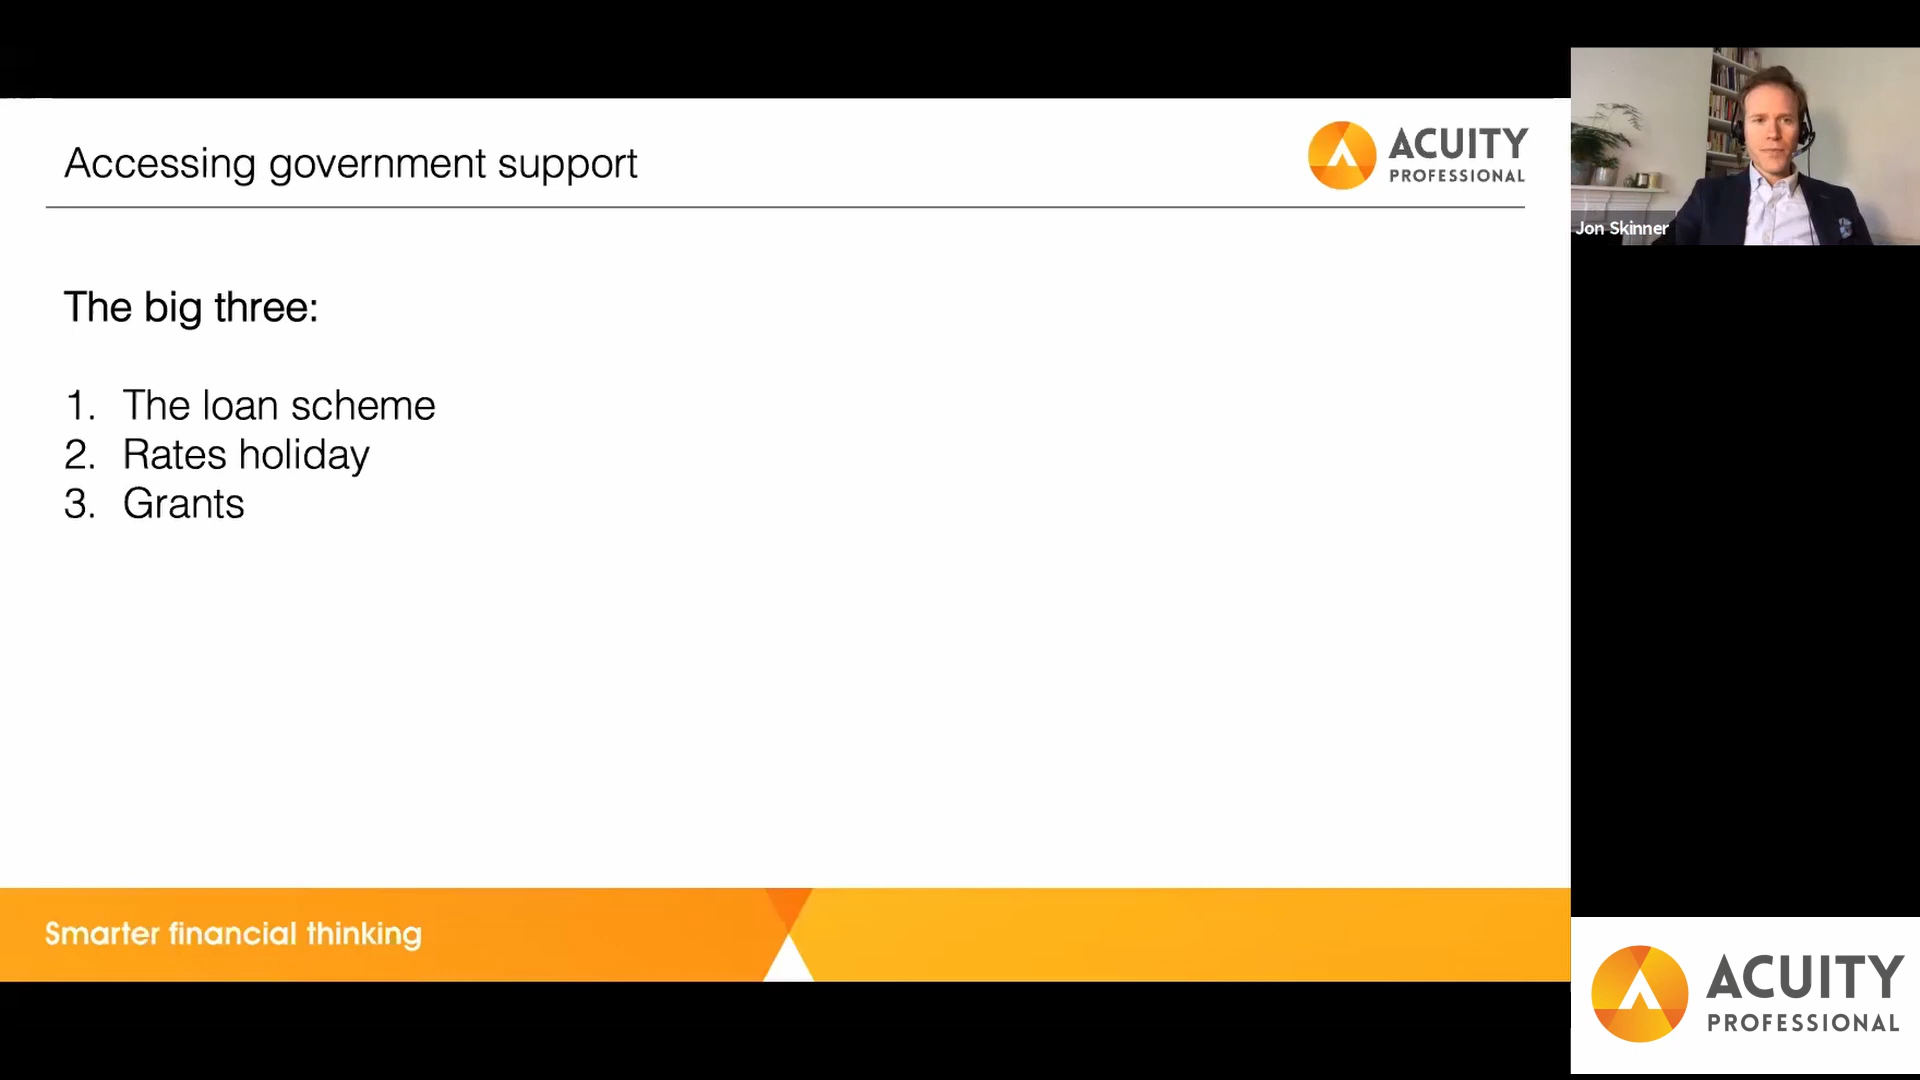 Accessing government support
ACUITY
PROFESSIONAL
Jon Skinner
The big three:
1. The loan scheme
2. Rates holiday
3. Grants
Smarter financial thinking
ACUITY
PROFESSIONAL